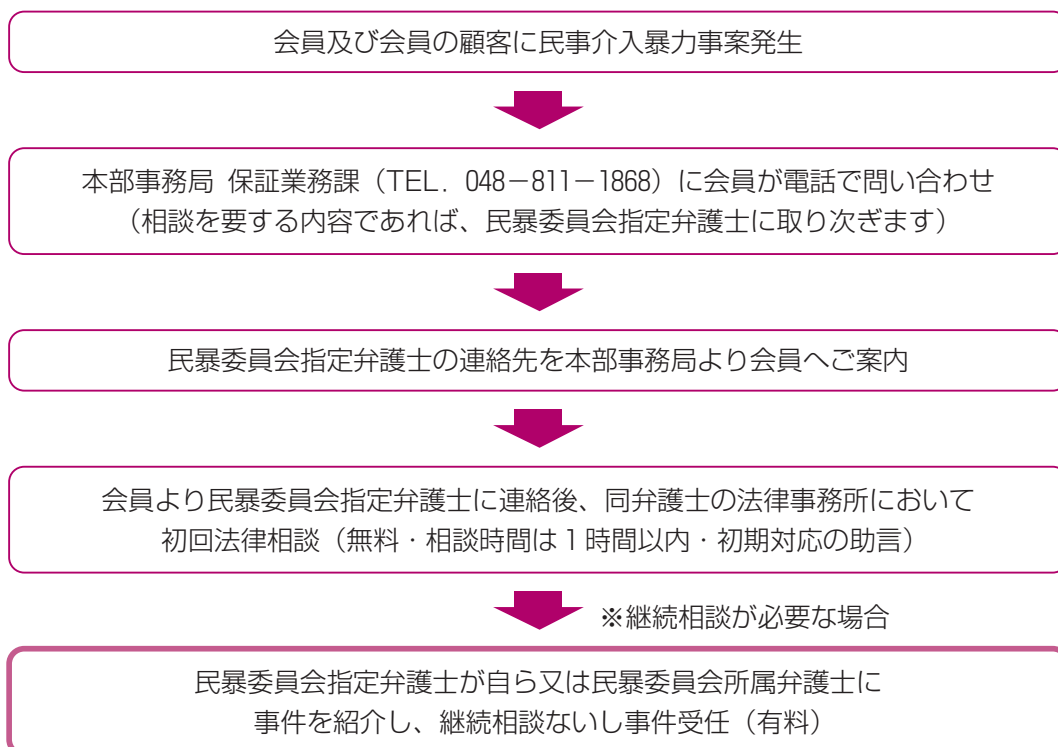 会員及び会員の顧客に民事介入暴力事案発生
本部事務局 保証業務課（TEL．048−811−1868）に会員が電話で問い合わせ
（相談を要する内容であれば、民暴委員会指定弁護士に取り次ぎます）
民暴委員会指定弁護士の連絡先を本部事務局より会員へご案内
会員より民暴委員会指定弁護士に連絡後、同弁護士の法律事務所において
初回法律相談（無料・相談時間は１時間以内・初期対応の助言）
※継続相談が必要な場合
民暴委員会指定弁護士が自ら又は民暴委員会所属弁護士に
事件を紹介し、継続相談ないし事件受任（有料）